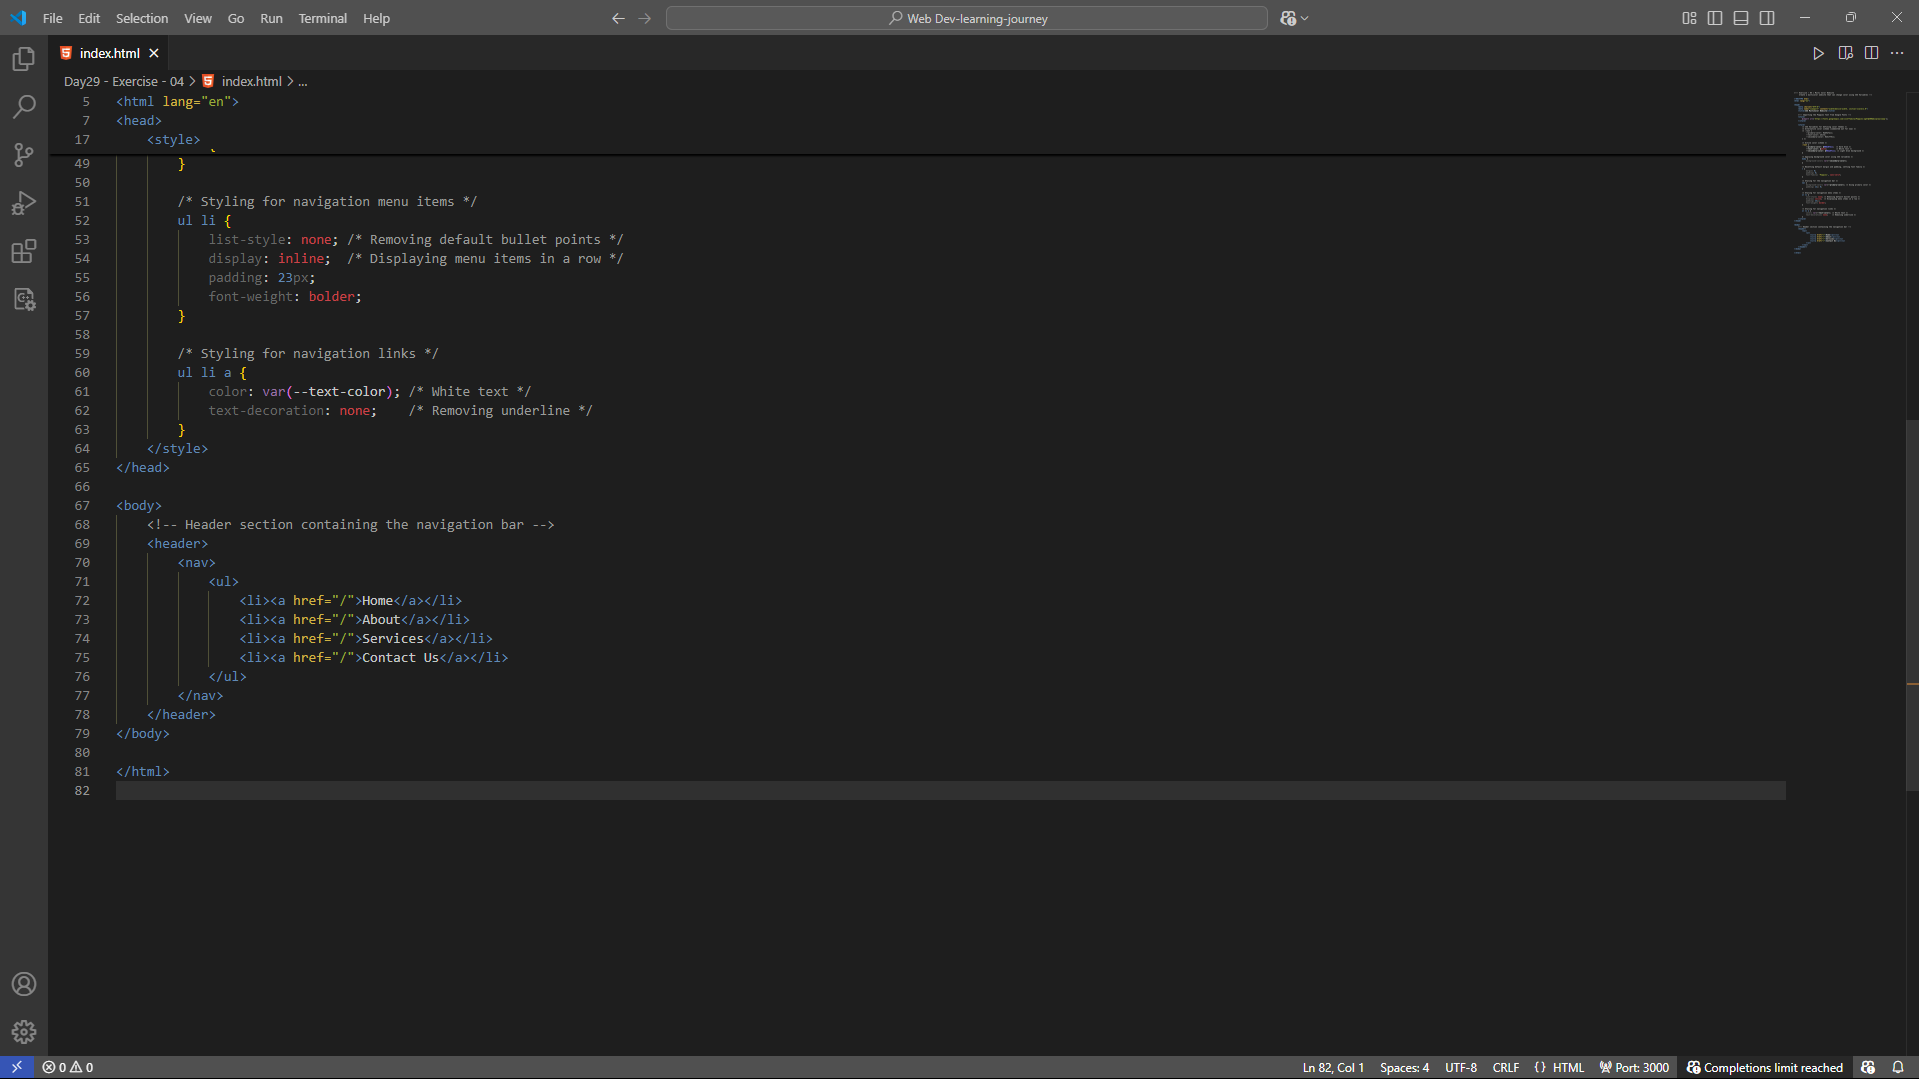 File Edit Selection View Go Run Terminal Help
Web Dev-learning-journey
index.html
Day29 - Exercise - 04 > index.html > ...
5 <html lang="en">
7 <head>
17 <style>
49 }
50
51 /* Styling for navigation menu items */
52 ul li {
53 list-style: none; /* Removing default bullet points */
54 display: inline;  /* Displaying menu items in a row */
55 padding: 23px;
56 font-weight: bolder;
57 }
58
59 /* Styling for navigation links */
60 ul li a {
61 color: var(--text-color); /* White text */
62 text-decoration: none;    /* Removing underline */
63 }
64 </style>
65 </head>
66
67 <body>
68 <!-- Header section containing the navigation bar -->
69 <header>
70 <nav>
71 <ul>
72 <li><a href="/">Home</a></li>
73 <li><a href="/">About</a></li>
74 <li><a href="/">Services</a></li>
75 <li><a href="/">Contact Us</a></li>
76 </ul>
77 </nav>
78 </header>
79 </body>
80
81 </html>
82
0 0 Ln 82, Col 1 Spaces: 4 UTF-8 CRLF {} HTML Port: 3000 Completions limit reached